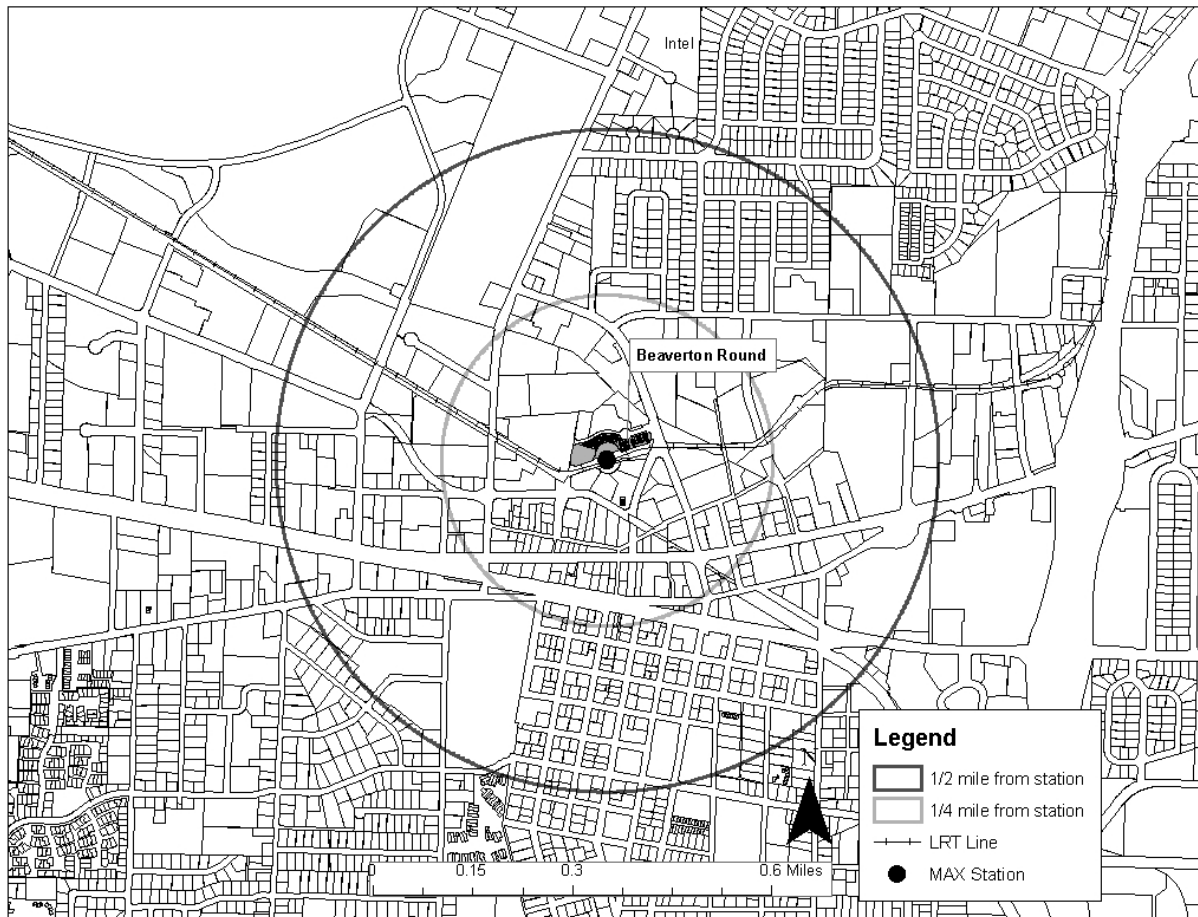 Intel
Beaverton Round
Legend
1/2 mile from station
1/4 mile from station
LRT Line
MAX Station
0 0.15 0.3 0.6 Miles